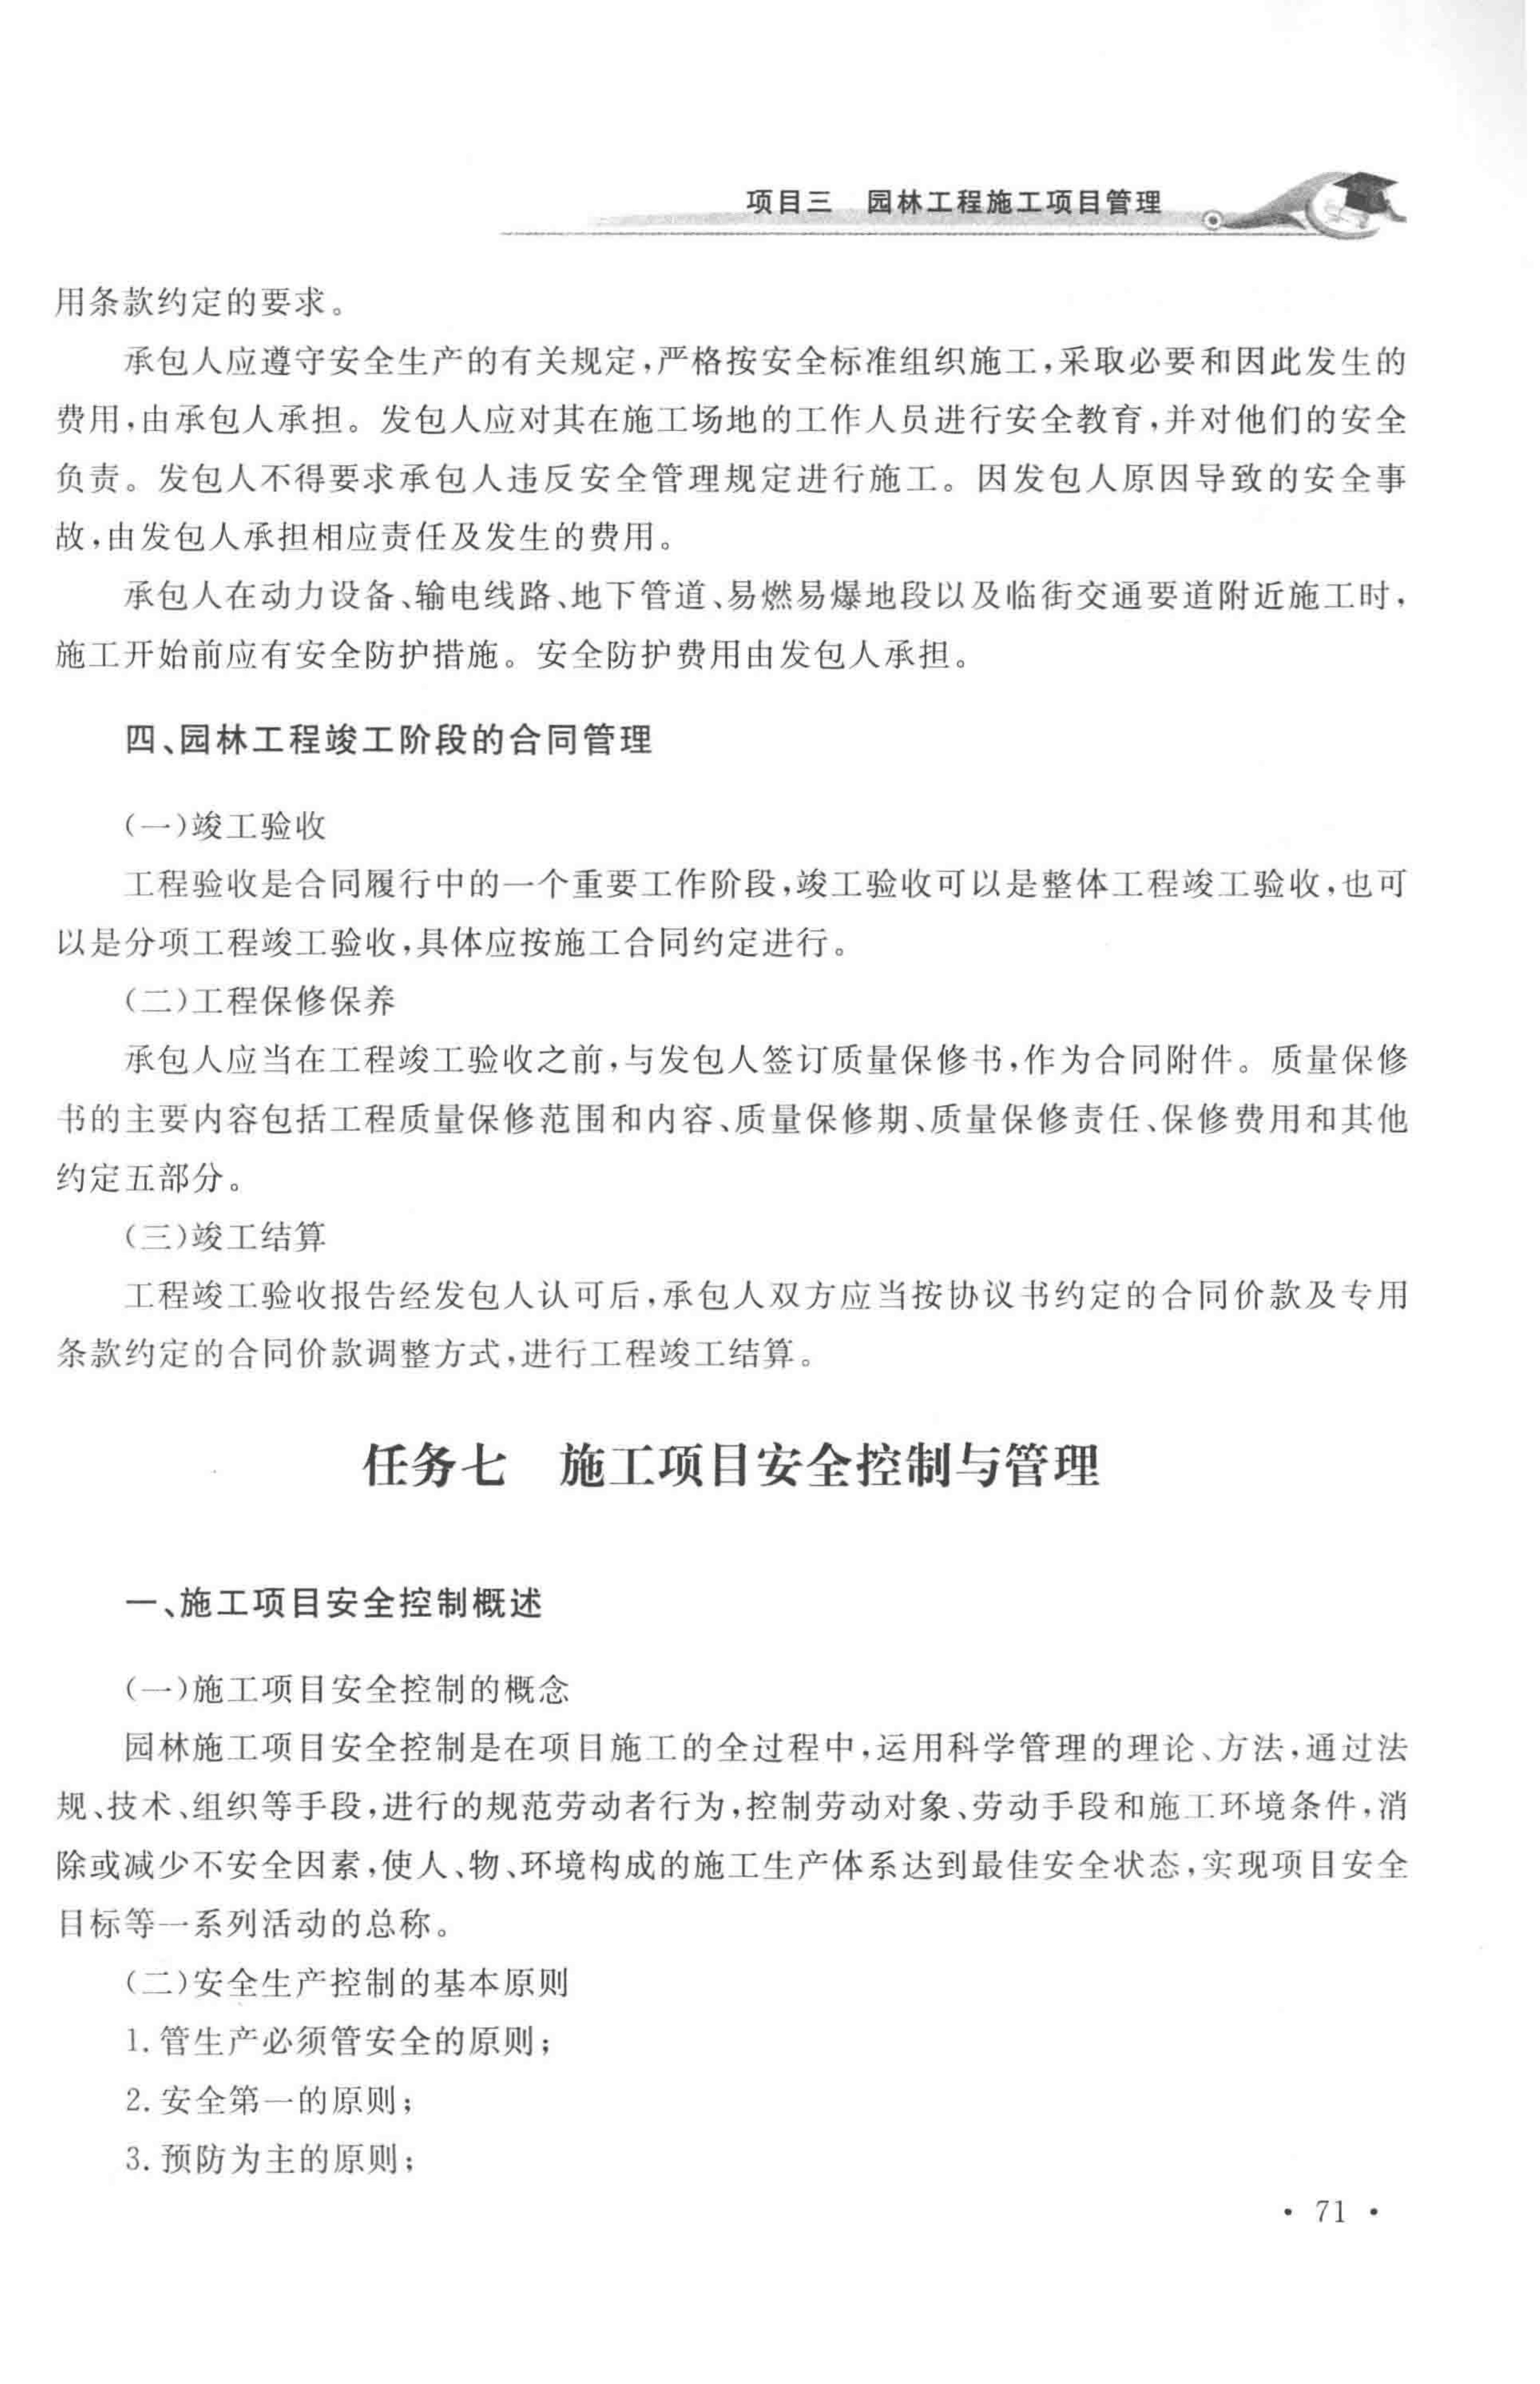 项目三　园林工程施工项目管理
用条款约定的要求。
承包人应遵守安全生产的有关规定,严格按安全标准组织施工,采取必要和因此发生的
费用,由承包人承担。发包人应对其在施工场地的工作人员进行安全教育,并对他们的安全
负责。发包人不得要求承包人违反安全管理规定进行施工。因发包人原因导致的安全事
故,由发包人承担相应责任及发生的费用。
承包人在动力设备、输电线路、地下管道、易燃易爆地段以及临街交通要道附近施工时,
施工开始前应有安全防护措施。安全防护费用由发包人承担。
四、园林工程竣工阶段的合同管理
(一)竣工验收
工程验收是合同履行中的一个重要工作阶段,竣工验收可以是整体工程竣工验收,也可
以是分项工程竣工验收,具体应按施工合同约定进行。
(二)工程保修保养
承包人应当在工程竣工验收之前,与发包人签订质量保修书,作为合同附件。质量保修
书的主要内容包括工程质量保修范围和内容、质量保修期、质量保修责任、保修费用和其他
约定五部分。
(三)竣工结算
工程竣工验收报告经发包人认可后,承包人双方应当按协议书约定的合同价款及专用
条款约定的合同价款调整方式,进行工程竣工结算。
任务七　施工项目安全控制与管理
一、施工项目安全控制概述
(一)施工项目安全控制的概念
园林施工项目安全控制是在项目施工的全过程中,运用科学管理的理论、方法,通过法
规、技术、组织等手段,进行的规范劳动者行为,控制劳动对象、劳动手段和施工环境条件,消
除或减少不安全因素,使人、物、环境构成的施工生产体系达到最佳安全状态,实现项目安全
目标等一系列活动的总称。
(二)安全生产控制的基本原则
1. 管生产必须管安全的原则;
2. 安全第一的原则;
3. 预防为主的原则;
• 71 •